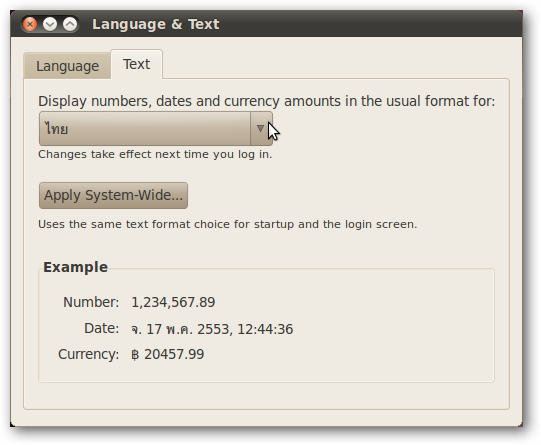 Language & Text
Language Text
Display numbers, dates and currency amounts in the usual format for:
ไทย
Changes take effect next time you log in.
Apply System-Wide...
Uses the same text format choice for startup and the login screen.
Example
Number: 1,234,567.89
Date: จ. 17 พ.ค. 2553, 12:44:36
Currency: ฿ 20457.99